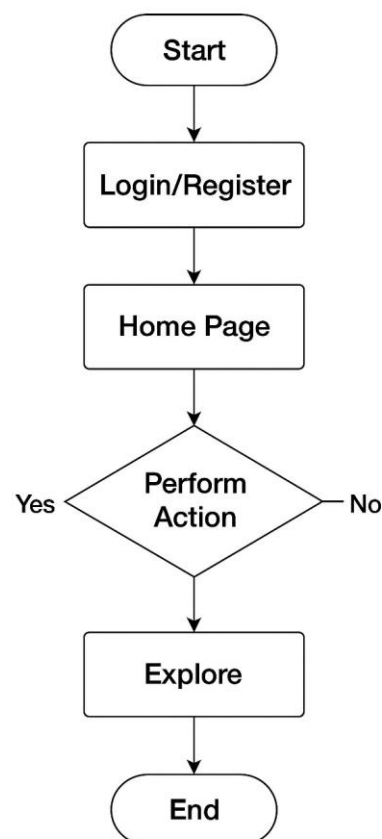 Start
Login/Register
Home Page
Perform
Action
Yes
No
Explore
End